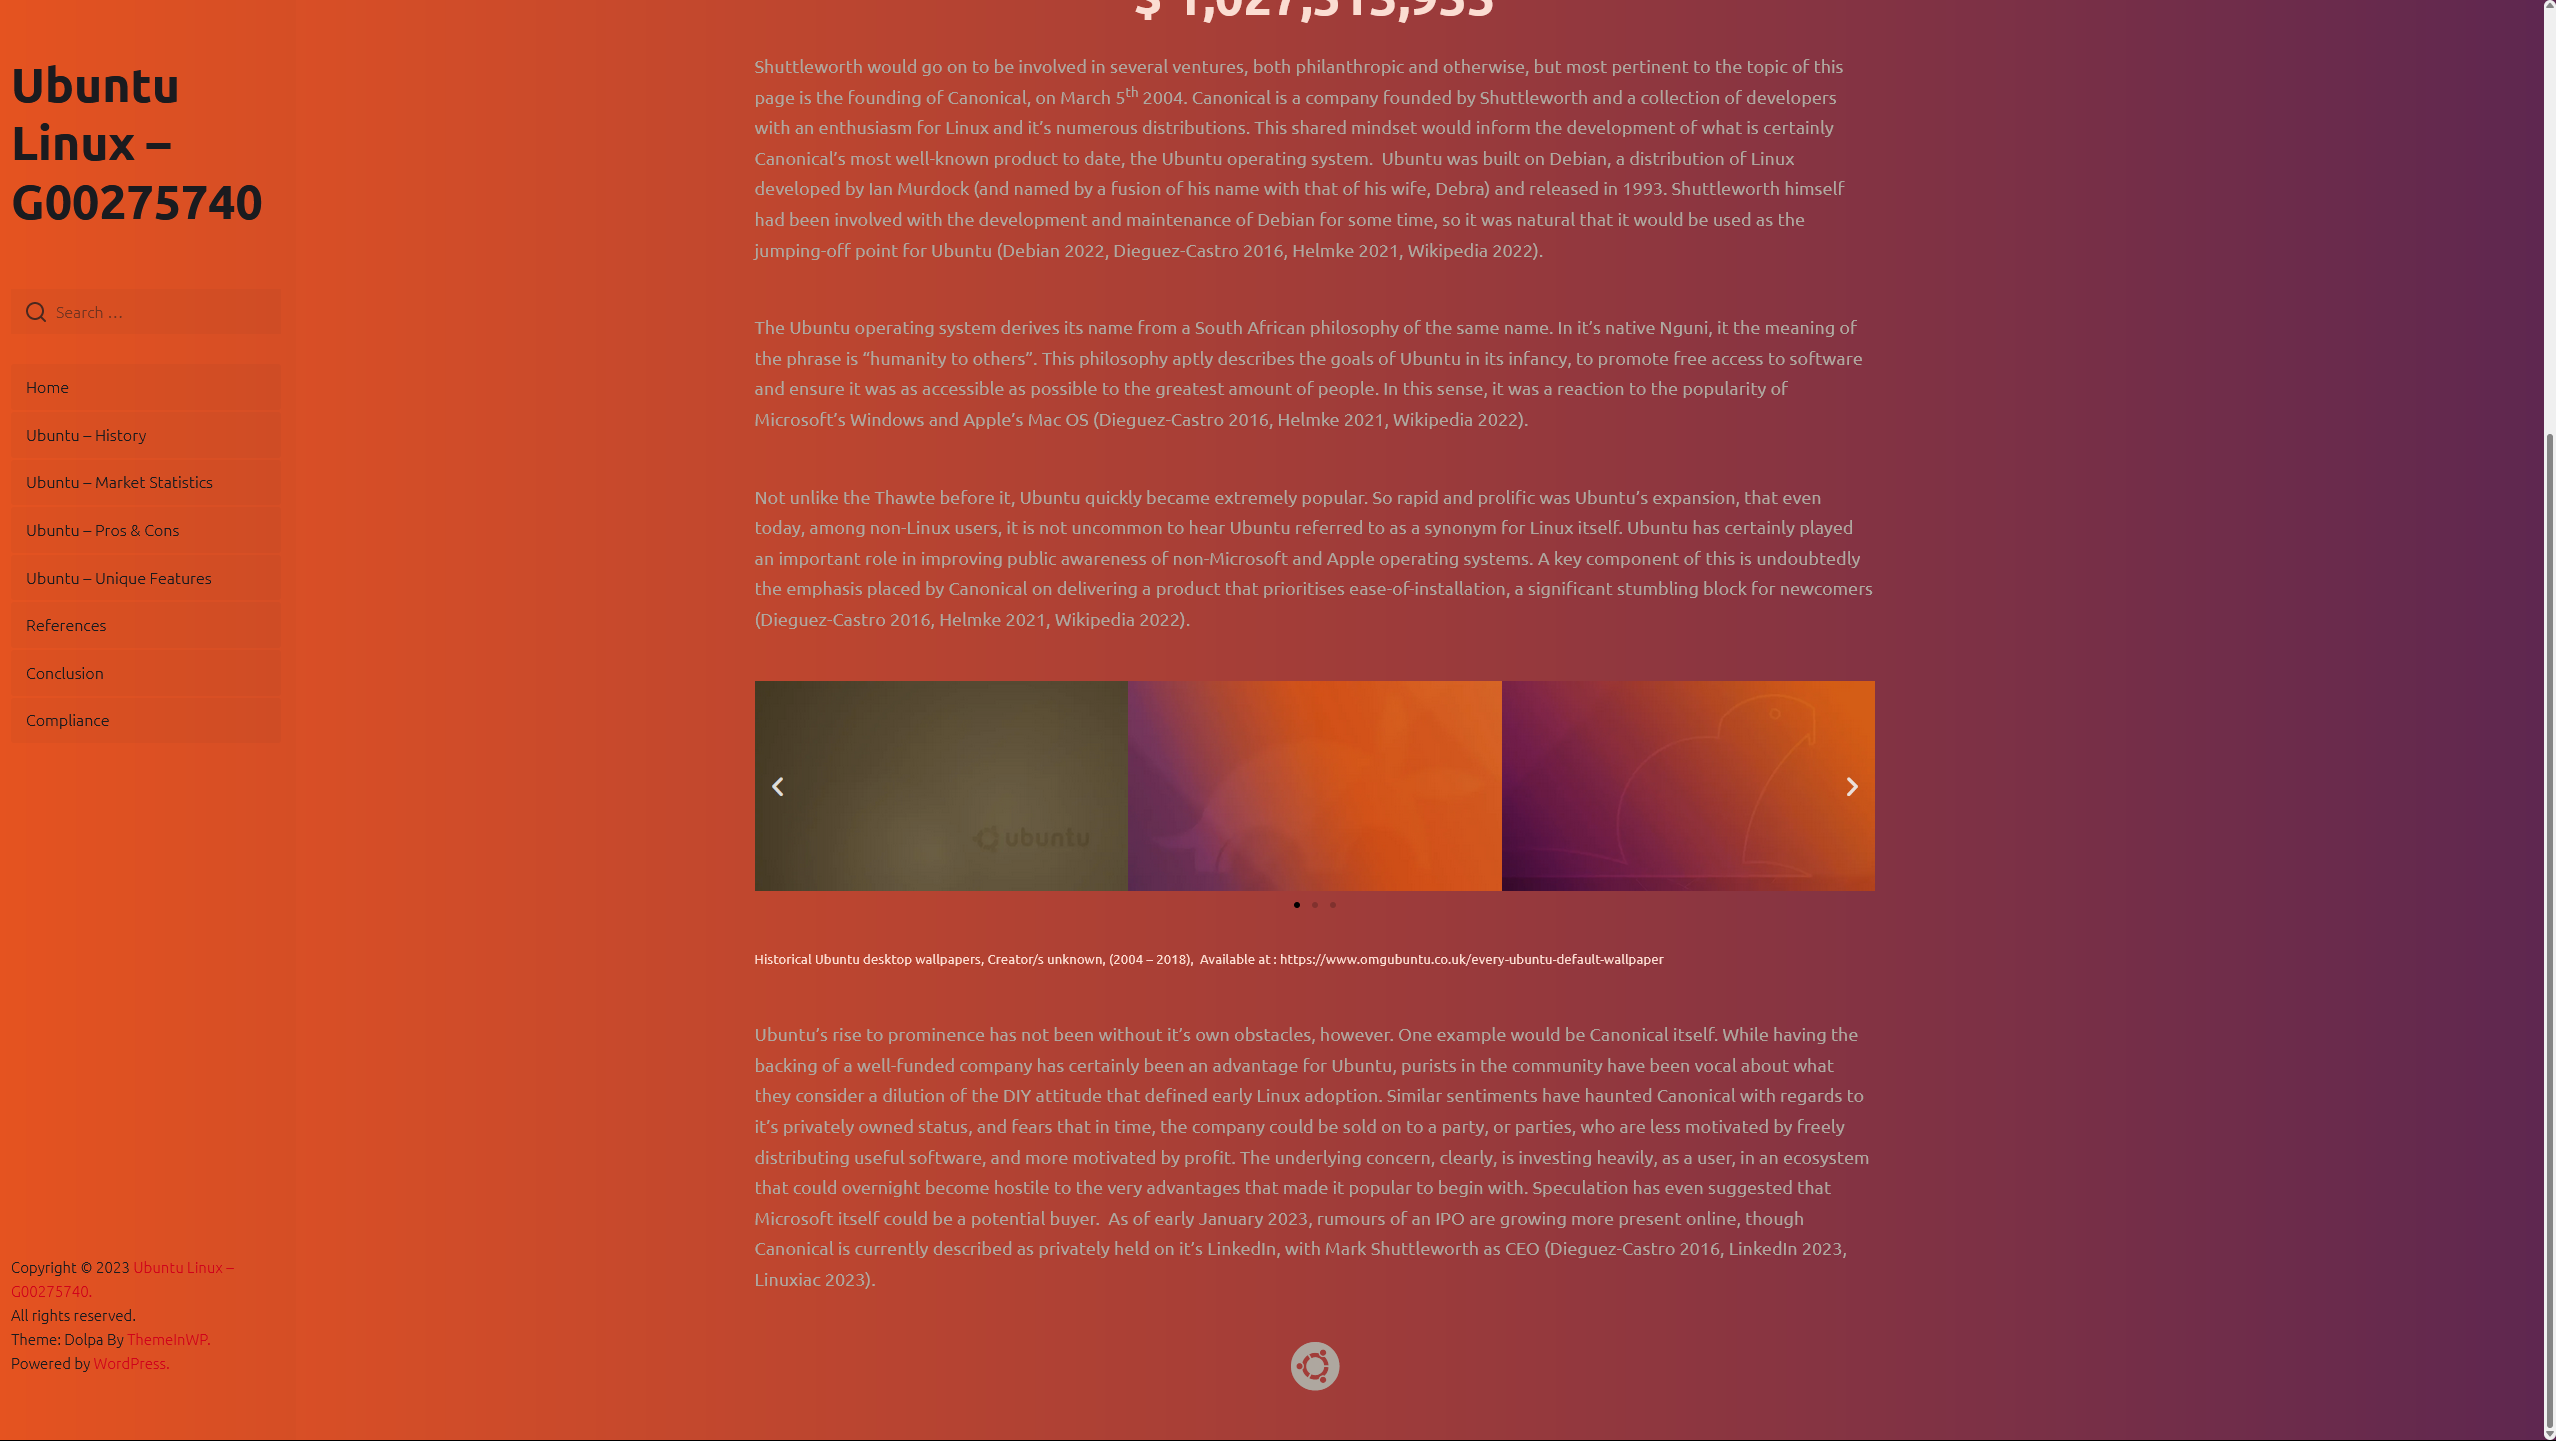 Ubuntu
Linux –
G00275740
Search …
Home
Ubuntu – History
Ubuntu – Market Statistics
Ubuntu – Pros & Cons
Ubuntu – Unique Features
References
Conclusion
Compliance
Copyright © 2023 Ubuntu Linux –
G00275740.
All rights reserved.
Theme: Dolpa By ThemeInWP.
Powered by WordPress.
Shuttleworth would go on to be involved in several ventures, both philanthropic and otherwise, but most pertinent to the topic of this
page is the founding of Canonical, on March 5th 2004. Canonical is a company founded by Shuttleworth and a collection of developers
with an enthusiasm for Linux and it’s numerous distributions. This shared mindset would inform the development of what is certainly
Canonical’s most well-known product to date, the Ubuntu operating system.  Ubuntu was built on Debian, a distribution of Linux
developed by Ian Murdock (and named by a fusion of his name with that of his wife, Debra) and released in 1993. Shuttleworth himself
had been involved with the development and maintenance of Debian for some time, so it was natural that it would be used as the
jumping-off point for Ubuntu (Debian 2022, Dieguez-Castro 2016, Helmke 2021, Wikipedia 2022).
The Ubuntu operating system derives its name from a South African philosophy of the same name. In it’s native Nguni, it the meaning of
the phrase is “humanity to others”. This philosophy aptly describes the goals of Ubuntu in its infancy, to promote free access to software
and ensure it was as accessible as possible to the greatest amount of people. In this sense, it was a reaction to the popularity of
Microsoft’s Windows and Apple’s Mac OS (Dieguez-Castro 2016, Helmke 2021, Wikipedia 2022).
Not unlike the Thawte before it, Ubuntu quickly became extremely popular. So rapid and prolific was Ubuntu’s expansion, that even
today, among non-Linux users, it is not uncommon to hear Ubuntu referred to as a synonym for Linux itself. Ubuntu has certainly played
an important role in improving public awareness of non-Microsoft and Apple operating systems. A key component of this is undoubtedly
the emphasis placed by Canonical on delivering a product that prioritises ease-of-installation, a significant stumbling block for newcomers
(Dieguez-Castro 2016, Helmke 2021, Wikipedia 2022).
ubuntu
Historical Ubuntu desktop wallpapers, Creator/s unknown, (2004 – 2018),  Available at : https://www.omgubuntu.co.uk/every-ubuntu-default-wallpaper
Ubuntu’s rise to prominence has not been without it’s own obstacles, however. One example would be Canonical itself. While having the
backing of a well-funded company has certainly been an advantage for Ubuntu, purists in the community have been vocal about what
they consider a dilution of the DIY attitude that defined early Linux adoption. Similar sentiments have haunted Canonical with regards to
it’s privately owned status, and fears that in time, the company could be sold on to a party, or parties, who are less motivated by freely
distributing useful software, and more motivated by profit. The underlying concern, clearly, is investing heavily, as a user, in an ecosystem
that could overnight become hostile to the very advantages that made it popular to begin with. Speculation has even suggested that
Microsoft itself could be a potential buyer.  As of early January 2023, rumours of an IPO are growing more present online, though
Canonical is currently described as privately held on it’s LinkedIn, with Mark Shuttleworth as CEO (Dieguez-Castro 2016, LinkedIn 2023,
Linuxiac 2023).